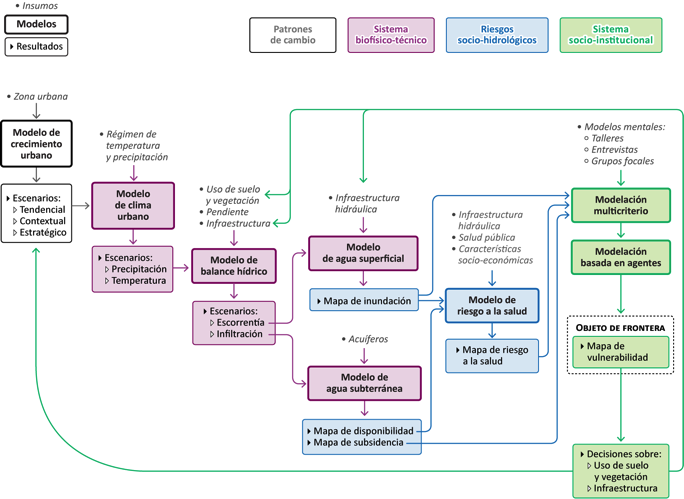 • Insumos
Modelos
Resultados
Patrones
de cambio
Sistema
biofísico-técnico
Riesgos
socio-hidrológicos
Sistema
socio-institucional
• Zona urbana
Modelo de
crecimiento
urbano
Escenarios:
Tendencial
Contextual
Estratégico
• Régimen de
temperatura
y precipitación
Modelo
de clima
urbano
Escenarios:
Precipitación
Temperatura
• Uso de suelo
y vegetación
• Pendiente
• Infraestructura
Modelo de
balance hídrico
Escenarios:
Escorrentía
Infiltración
• Infraestructura
hidráulica
Modelo
de agua superficial
Mapa de inundación
• Acuíferos
Modelo de
agua subterránea
Mapa de disponibilidad
Mapa de subsidencia
• Infraestructura
hidráulica
• Salud pública
• Características
socio-económicas
Modelo de
riesgo a la salud
Mapa de riesgo
a la salud
• Modelos mentales:
Talleres
Entrevistas
Grupos focales
Modelación
multicriterio
Modelación
basada en agentes
OBJETO DE FRONTERA
Mapa de
vulnerabilidad
Decisiones sobre:
Uso de suelo
y vegetación
Infraestructura